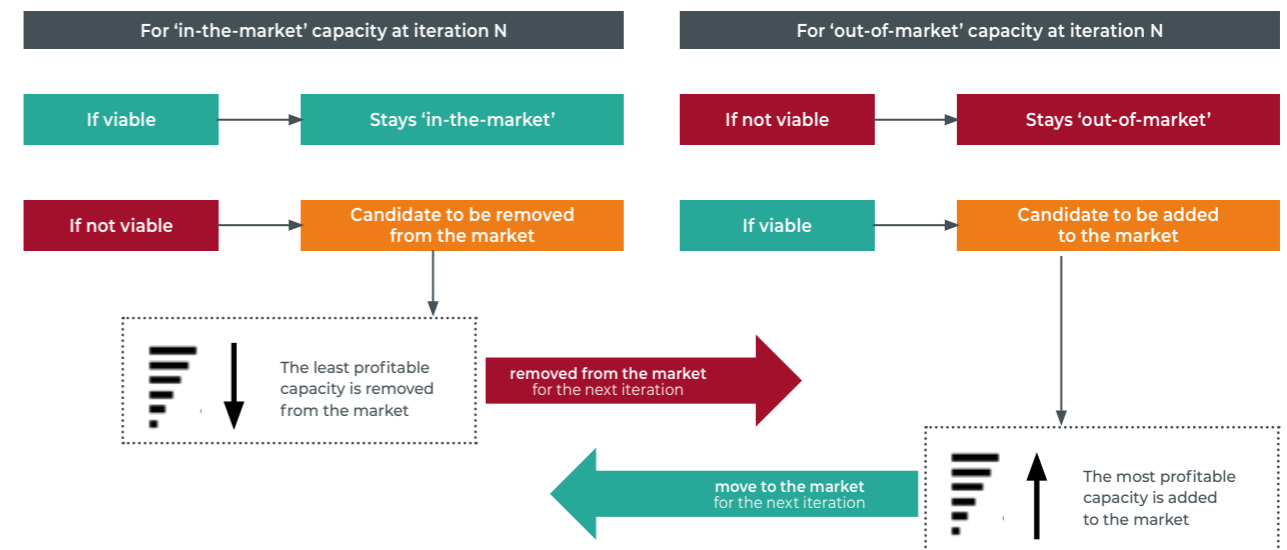 For ‘in-the-market’ capacity at iteration N
For ‘out-of-market’ capacity at iteration N
If viable
Stays ‘in-the-market’
If not viable
Stays ‘out-of-market’
If not viable
Candidate to be removed
from the market
If viable
Candidate to be added
to the market
The least profitable
capacity is removed
from the market
removed from the market
for the next iteration
move to the market
for the next iteration
The most profitable
capacity is added
to the market